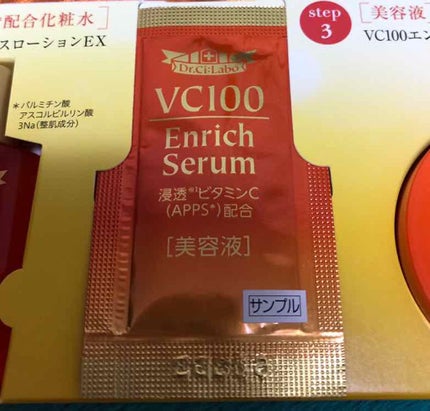 配合化粧水］
スローションEX
*パルミチン酸
アスコルビルリン酸
3Na(整肌成分)
Dr.Ci:Labo
VC100
Enrich
Serum
浸透*¹ビタミンC
(APPS*)配合
［美容液］
サンプル
step
3
［美容液
VC100エン